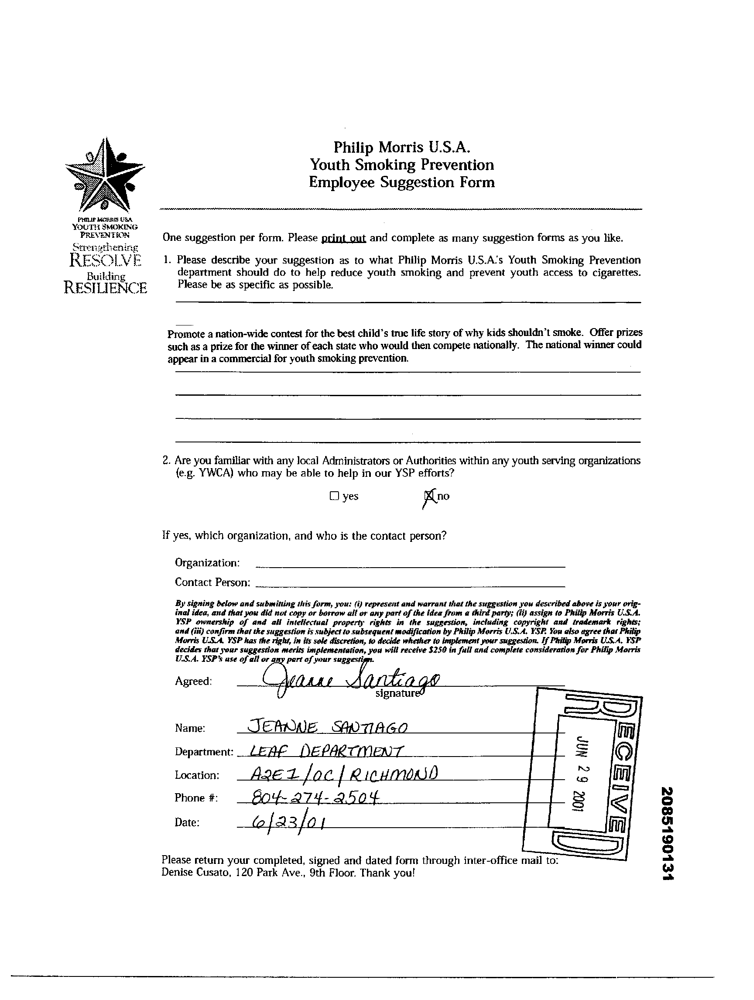 Philip Morris U.S.A.
Youth Smoking Prevention
Employee Suggestion Form
PHILIP MORRIS USA
YOUTH SMOKING
PREVENTION
Strengthening
RESOLVE
Building
RESILIENCE
One suggestion per form. Please print out and complete as many suggestion forms as you like.
1. Please describe your suggestion as to what Philip Morris U.S.A.'s Youth Smoking Prevention
department should do to help reduce youth smoking and prevent youth access to cigarettes.
Please be as specific as possible.
Promote a nation-wide contest for the best child's true life story of why kids shouldn't smoke. Offer prizes
such as a prize for the winner of each state who would then compete nationally. The national winner could
appear in a commercial for youth smoking prevention.
2. Are you familiar with any local Administrators or Authorities within any youth serving organizations
(e.g. YWCA) who may be able to help in our YSP efforts?
yes no
If yes, which organization, and who is the contact person?
Organization:
Contact Person:
By signing below and submitting this form, you: (i) represent and warrant that the suggestion you described above is your orig-
inal idea, and that you did not copy or borrow all or any part of the idea from a third party; (ii) assign to Philip Morris U.S.A.
YSP ownership of and all intellectual property rights in the suggestion, including copyright and trademark rights;
and (iii) confirm that the suggestion is subject to subsequent modification by Philip Morris U.S.A. YSP. You also agree that Philip
Morris U.S.A. YSP has the right, in its sole discretion, to decide whether to implement your suggestion. If Philip Morris U.S.A. YSP
decides that your suggestion merits implementation, you will receive $250 in full and complete consideration for Philip Morris
U.S.A. YSP's use of all or any part of your suggestion.
Agreed: Jeanne Santiago
signature
Name: JEANNE SANTIAGO
Department: LEAF DEPARTMENT
Location: A2E1/OC/RICHMOND
Phone #: 804-274-2504
Date: 6/23/01
RECEIVED
JUN 29 2001
Please return your completed, signed and dated form through inter-office mail to:
Denise Cusato, 120 Park Ave., 9th Floor. Thank you!
2085190131